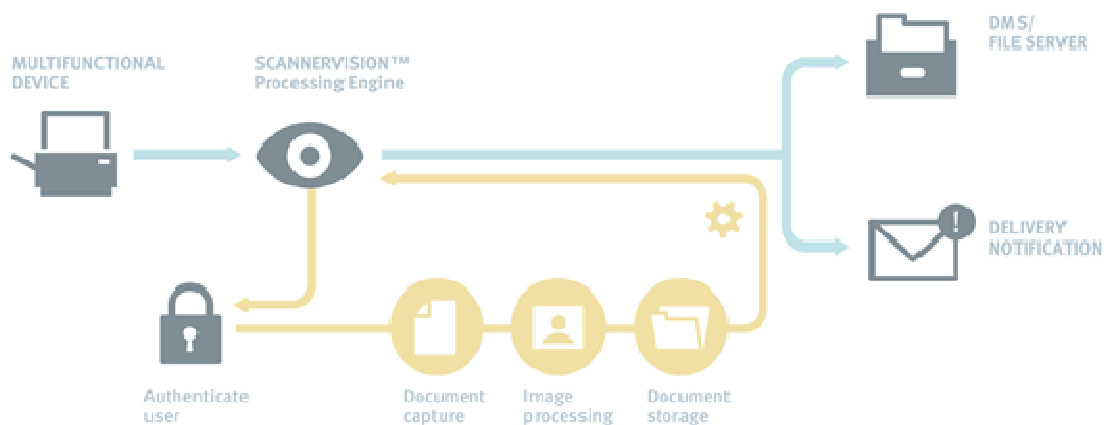 MULTIFUNCTIONAL
DEVICE
SCANNERVISION™
Processing Engine
DMS/
FILE SERVER
DELIVERY
NOTIFICATION
!
Authenticate
user
Document
capture
Image
processing
Document
storage